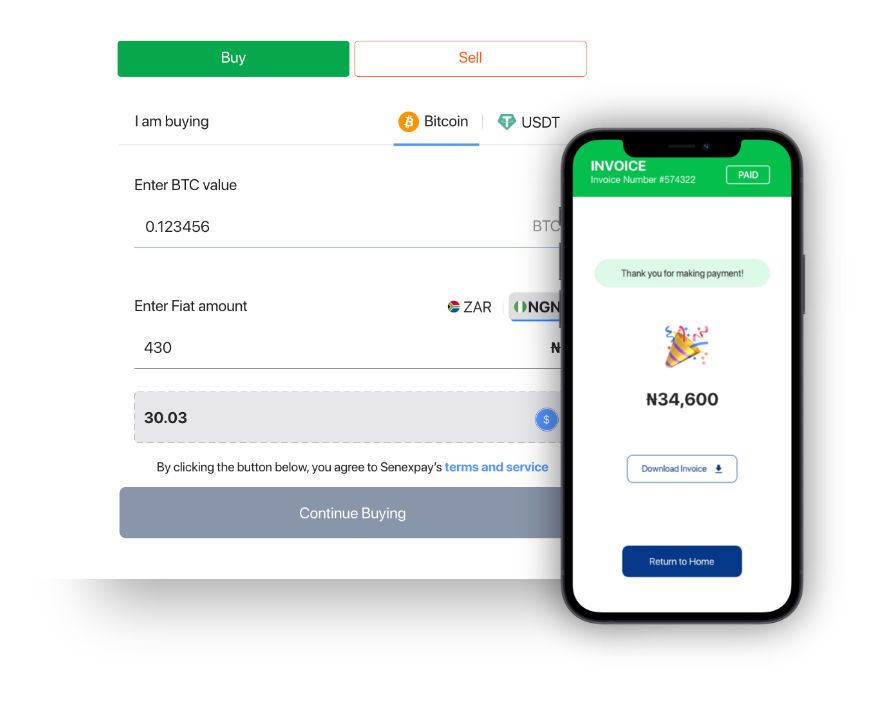 Buy
Sell
I am buying
Bitcoin
USDT
Enter BTC value
0.123456
BTC
Enter Fiat amount
ZAR
NGN
430
₦
30.03
$
By clicking the button below, you agree to Senexpay's terms and service
Continue Buying
INVOICE
Invoice Number #574322
PAID
Thank you for making payment!
₦34,600
Download Invoice
Return to Home